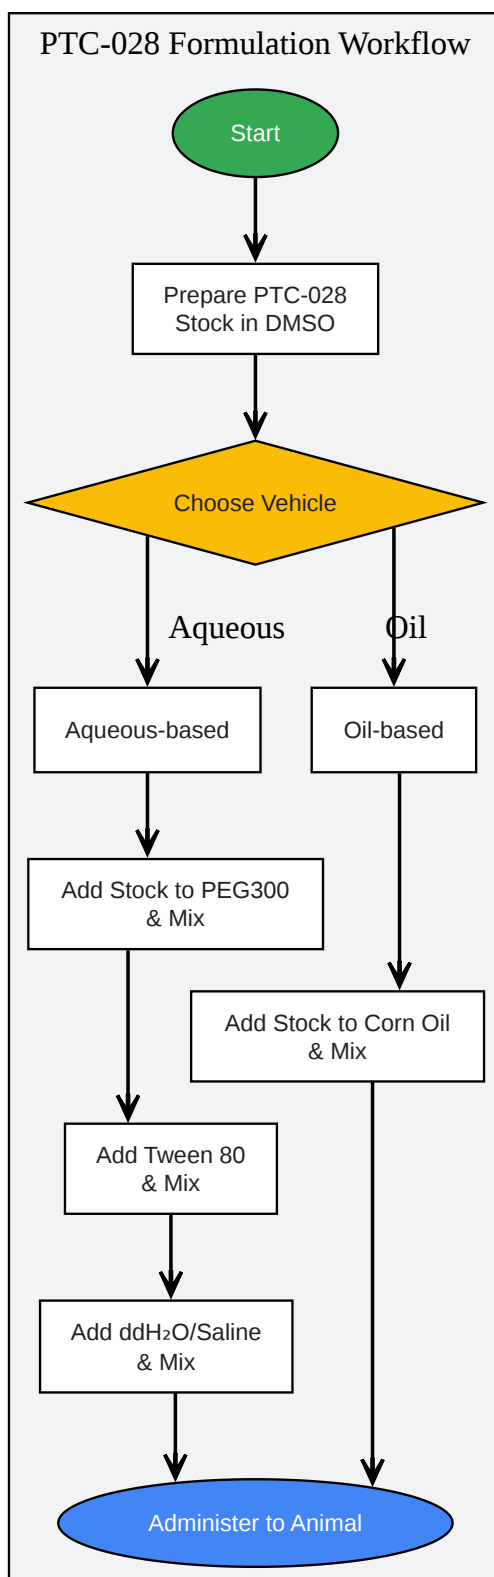 PTC-028 Formulation Workflow
Start
Prepare PTC-028
Stock in DMSO
Choose Vehicle
Aqueous
Oil
Aqueous-based
Oil-based
Add Stock to PEG300
& Mix
Add Stock to Corn Oil
& Mix
Add Tween 80
& Mix
Add ddH₂O/Saline
& Mix
Administer to Animal